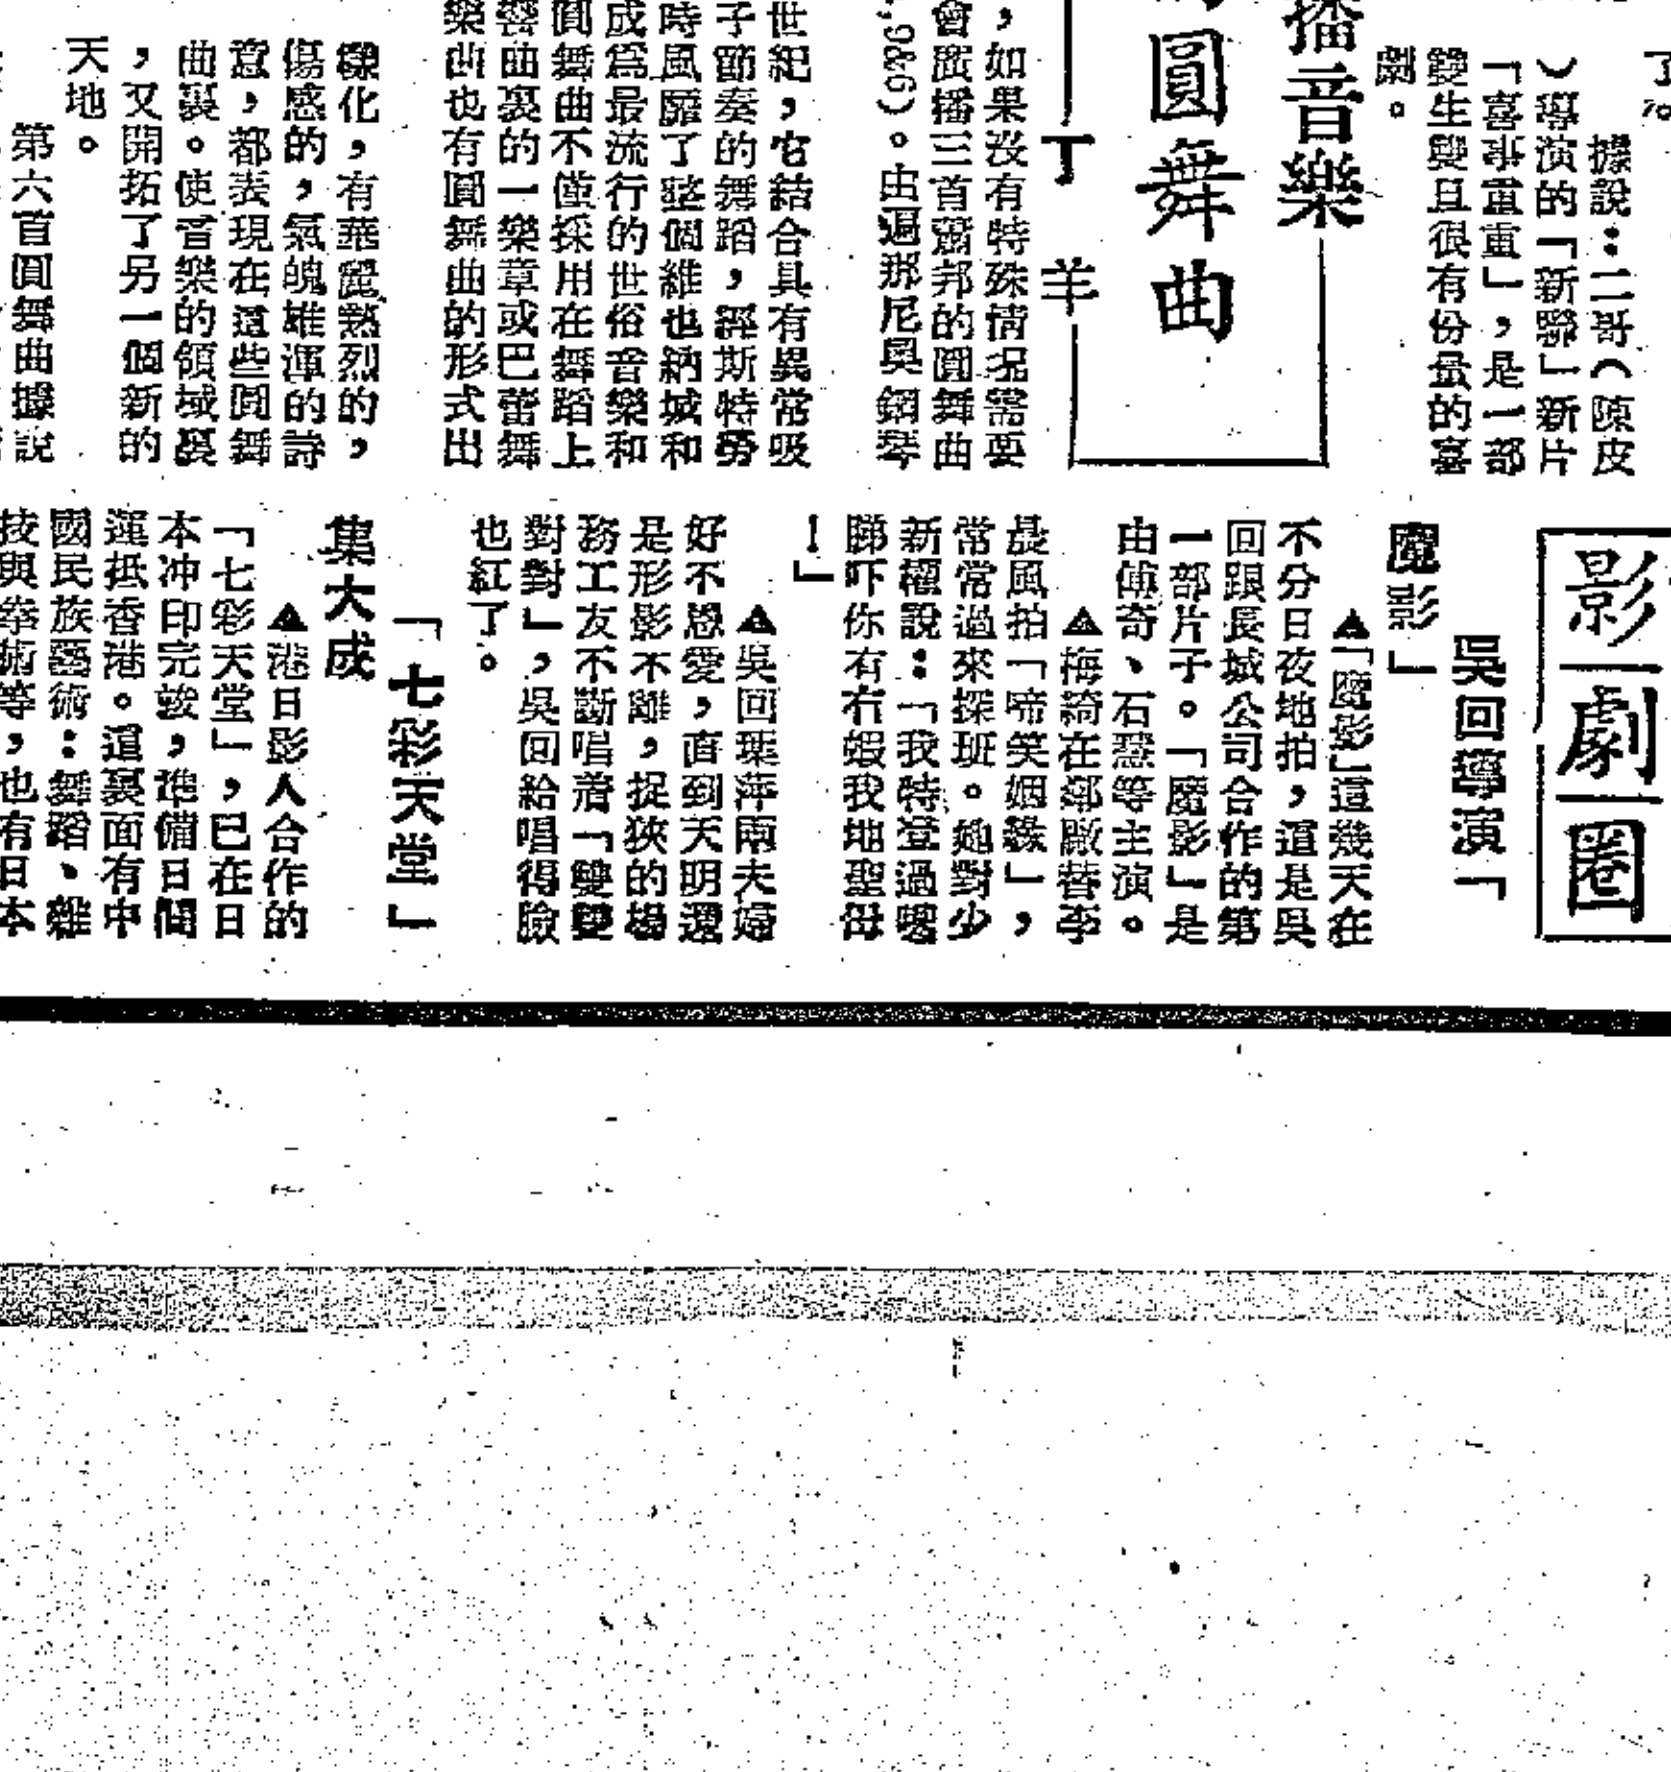 據說：二哥（陳皮
）導演的「新聯」新片
「喜事重重」，是一部
雙生雙旦很有份量的喜
劇。
播音樂
圓舞曲
丁羊
，如果沒有特殊情況需要
會廣播三首蕭邦的圓舞曲
9869）。由迴那尼奥鋼琴
世紀，它結合具有異常吸
子節奏的舞蹈，經斯特勞
時風靡了整個維也納城和
成為最流行的世俗音樂和
圓舞曲不僅採用在舞蹈上
響曲裏的一樂章或巴蕾舞
樂曲也有圓舞曲的形式出
變化，有華麗熱烈的，
傷感的，氣魄雄渾的詩
意，都表現在這些圓舞
曲裏。使音樂的領域裏
，又開拓了另一個新的
天地。
第六首圓舞曲據說
影劇圈
吳回導演「
魔影」
▲「魔影」這幾天在
不分日夜地拍，這是吳
回跟長城公司合作的第
一部片子。「魔影」是
由傅奇、石慧等主演。
▲梅綺在鄰廠替李
晨風拍「啼笑姻緣」，
常常過來探班。她對少
新檀說：「我特登過嚟
睇吓你有冇蝦我地聖母
！」
▲吳回葉萍兩夫婦
好不恩愛，直到天明還
是形影不離，捉狹的場
務工友不斷唱着「雙雙
對對」，吳回給唱得臉
也紅了。
「七彩天堂」
集大成
▲港日影人合作的
「七彩天堂」，已在日
本冲印完竣，準備日間
運抵香港。這裏面有中
國民族藝術：舞蹈、雜
技與拳術等，也有日本